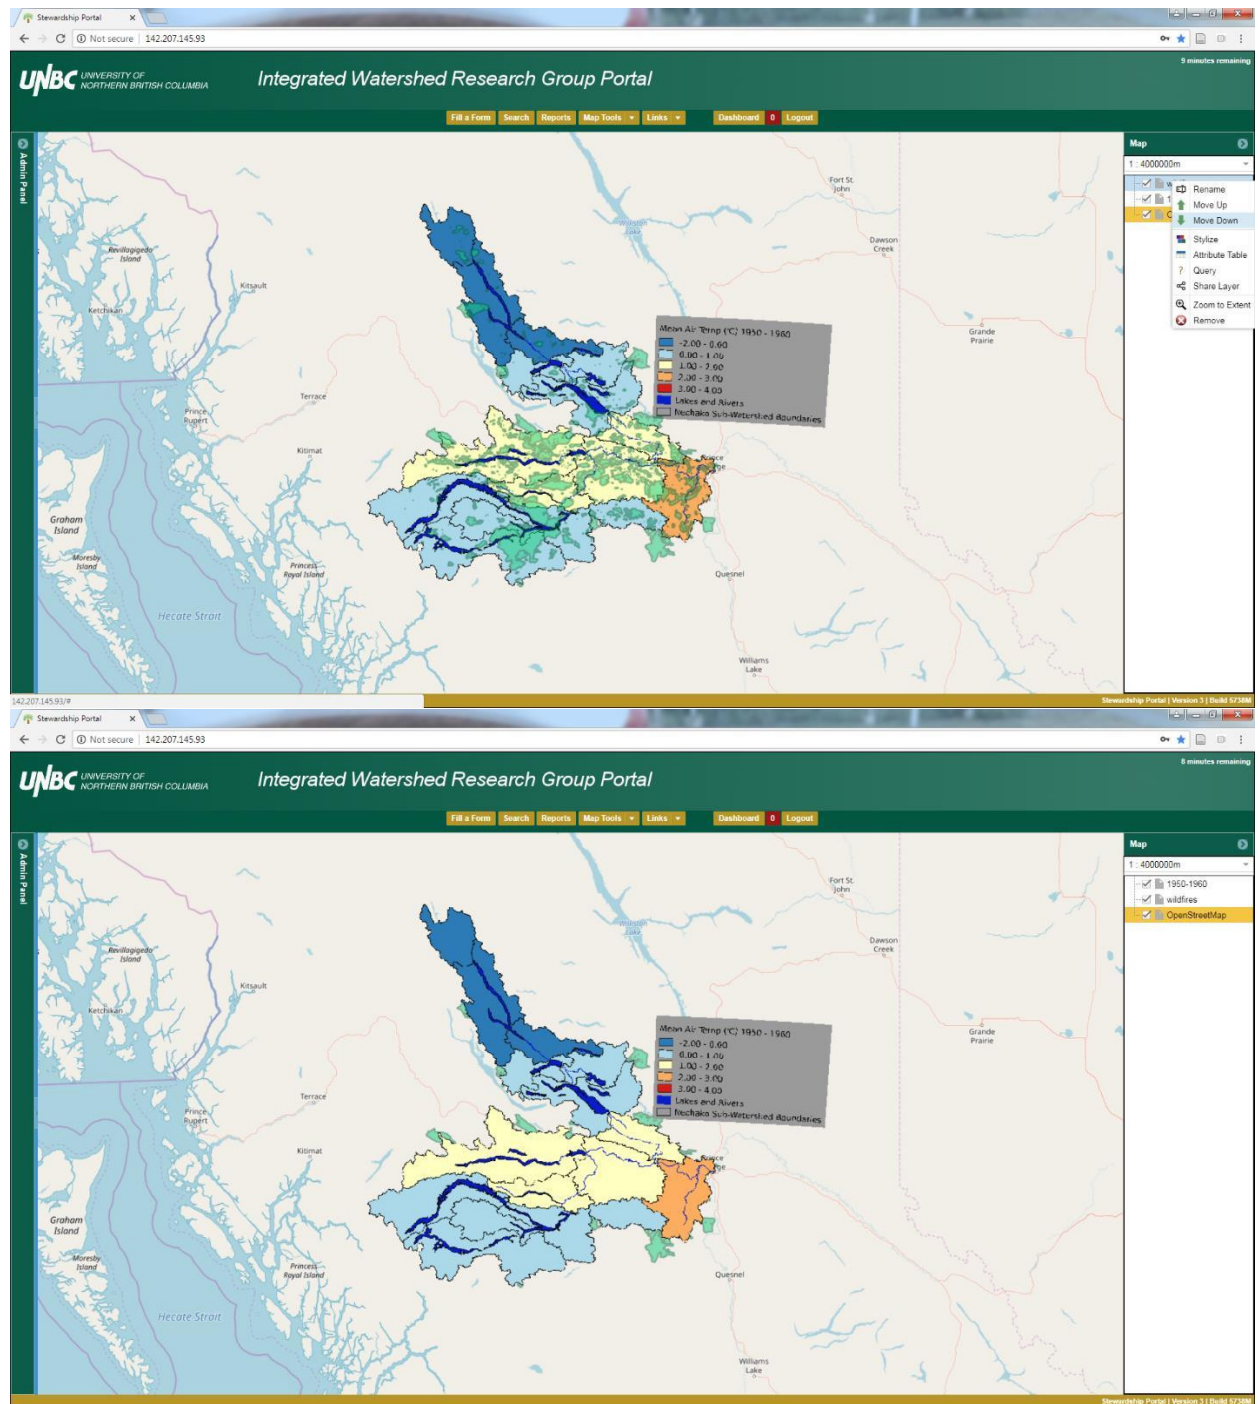 Stewardship Portal
Not secure | 142.207.145.93
9 minutes remaining
UNBC UNIVERSITY OF NORTHERN BRITISH COLUMBIA
Integrated Watershed Research Group Portal
Fill a Form Search Reports Map Tools Links Dashboard 0 Logout
Admin Panel
Map
1 : 4000000m
Rename
Move Up
Move Down
Stylize
Attribute Table
Query
Share Layer
Zoom to Extent
Remove
Fort St. John
Dawson Creek
Grande Prairie
Revillagigedo Island
Kitsault
Ketchikan
Mean Air Temp (°C) 1950 - 1960
-2.00 - 0.00
0.00 - 1.00
1.00 - 2.00
2.00 - 3.00
3.00 - 4.00
Lakes and Rivers
Nechako Sub-Watershed Boundaries
Terrace
Prince Rupert
Kitimat
Graham Island
Moresby Island
Princess Royal Island
Quesnel
Hecate Strait
Williams Lake
142.207.145.93/#
Stewardship Portal | Version 3 | Build 6738M
Stewardship Portal
Not secure | 142.207.145.93
8 minutes remaining
UNBC UNIVERSITY OF NORTHERN BRITISH COLUMBIA
Integrated Watershed Research Group Portal
Fill a Form Search Reports Map Tools Links Dashboard 0 Logout
Admin Panel
Map
1 : 4000000m
1950-1960
wildfires
OpenStreetMap
Fort St. John
Dawson Creek
Grande Prairie
Revillagigedo Island
Kitsault
Ketchikan
Mean Air Temp (°C) 1950 - 1960
-2.00 - 0.00
0.00 - 1.00
1.00 - 2.00
2.00 - 3.00
3.00 - 4.00
Lakes and Rivers
Nechako Sub-Watershed Boundaries
Terrace
Prince Rupert
Kitimat
Graham Island
Moresby Island
Princess Royal Island
Quesnel
Hecate Strait
Williams Lake
Stewardship Portal | Version 3 | Build 6738M